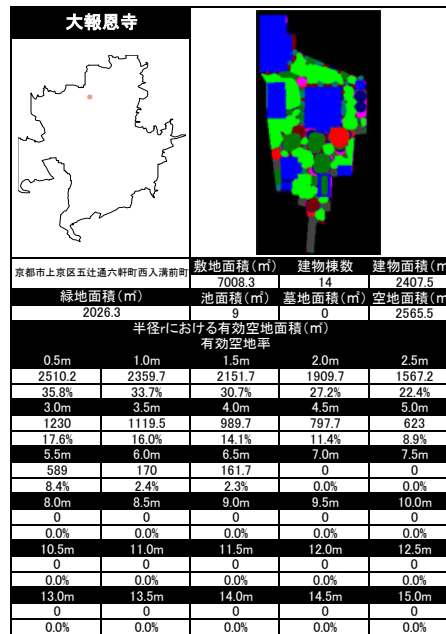 大報恩寺
京都市上京区五辻通六軒町西入溝前町
敷地面積(㎡) 建物棟数 建物面積(㎡)
7008.3 14 2407.5
緑地面積(㎡) 池面積(㎡) 墓地面積(㎡) 空地面積(㎡)
2026.3 9 0 2565.5
半径rにおける有効空地面積(㎡)
有効空地率
0.5m 1.0m 1.5m 2.0m 2.5m
2510.2 2359.7 2151.7 1909.7 1567.2
35.8% 33.7% 30.7% 27.2% 22.4%
3.0m 3.5m 4.0m 4.5m 5.0m
1230 1119.5 989.7 797.7 623
17.6% 16.0% 14.1% 11.4% 8.9%
5.5m 6.0m 6.5m 7.0m 7.5m
589 170 161.7 0 0
8.4% 2.4% 2.3% 0.0% 0.0%
8.0m 8.5m 9.0m 9.5m 10.0m
0 0 0 0 0
0.0% 0.0% 0.0% 0.0% 0.0%
10.5m 11.0m 11.5m 12.0m 12.5m
0 0 0 0 0
0.0% 0.0% 0.0% 0.0% 0.0%
13.0m 13.5m 14.0m 14.5m 15.0m
0 0 0 0 0
0.0% 0.0% 0.0% 0.0% 0.0%